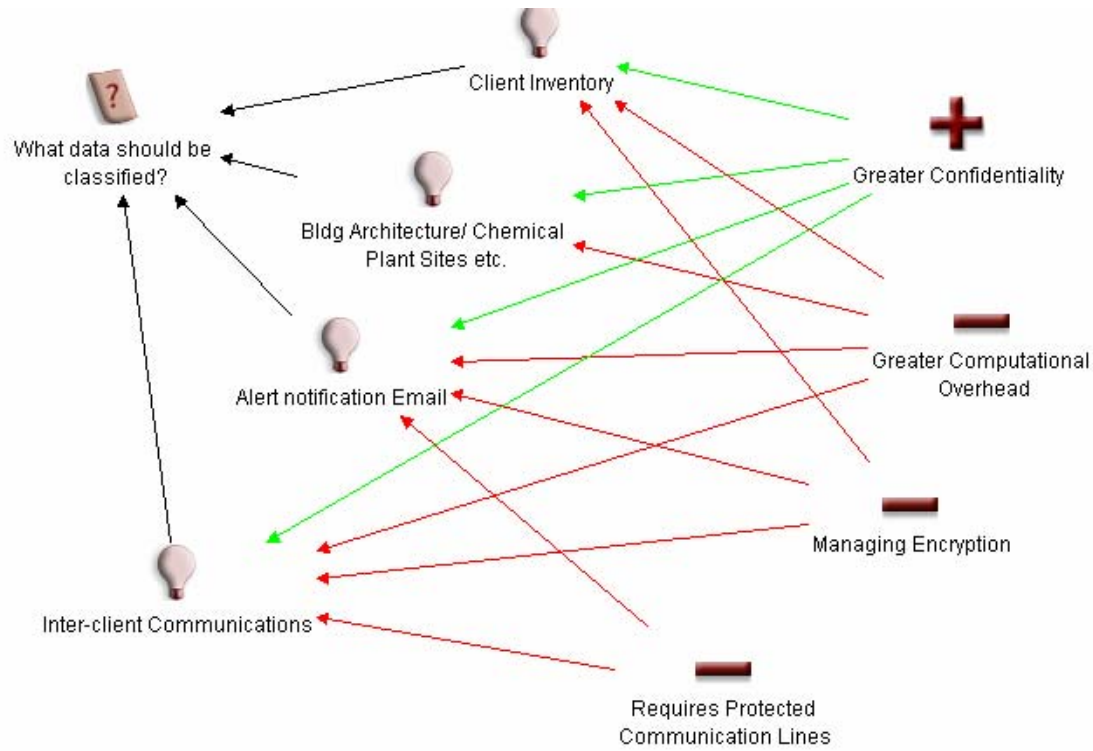 Client Inventory
?
What data should be
classified?
Greater Confidentiality
Bldg Architecture/ Chemical
Plant Sites etc.
Greater Computational
Overhead
Alert notification Email
Managing Encryption
Inter-client Communications
Requires Protected
Communication Lines